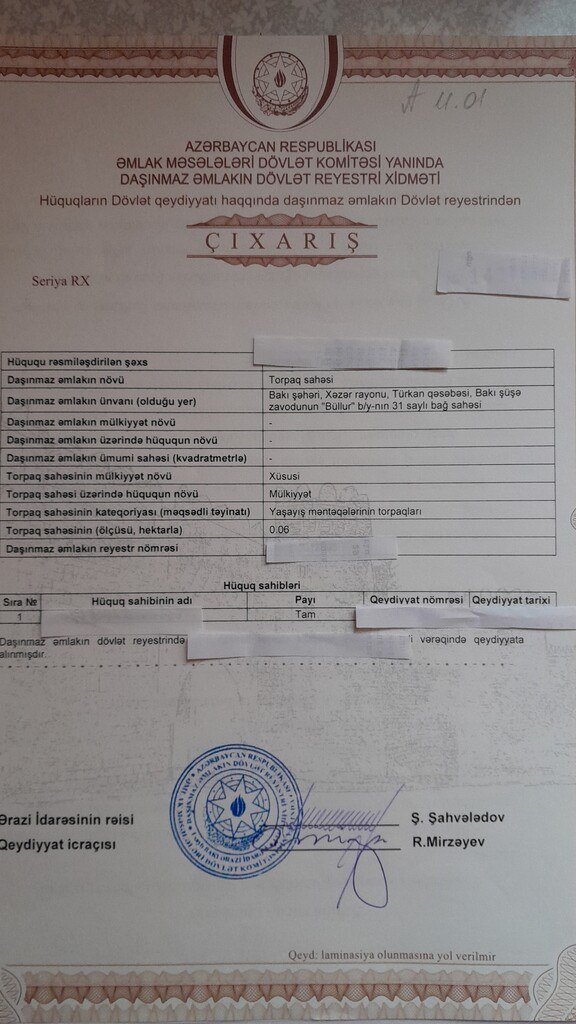 A 11.01
AZƏRBAYCAN RESPUBLİKASI
ƏMLAK MƏSƏLƏLƏRİ DÖVLƏT KOMİTƏSİ YANINDA
DAŞINMAZ ƏMLAKIN DÖVLƏT REYESTRİ XİDMƏTİ
Hüquqların Dövlət qeydiyyatı haqqında daşınmaz əmlakın Dövlət reyestrindən
ÇIXARIŞ
Seriya RX
Hüququ rəsmiləşdirilən şəxs
Daşınmaz əmlakın növü Torpaq sahəsi
Daşınmaz əmlakın ünvanı (olduğu yer) Bakı şəhəri, Xəzər rayonu, Türkan qəsəbəsi, Bakı şüşə
zavodunun "Büllur" b/y-nın 31 saylı bağ sahəsi
Daşınmaz əmlakın mülkiyyət növü -
Daşınmaz əmlakın üzərində hüququn növü -
Daşınmaz əmlakın ümumi sahəsi (kvadratmetrlə) -
Torpaq sahəsinin mülkiyyət növü Xüsusi
Torpaq sahəsi üzərində hüququn növü Mülkiyyət
Torpaq sahəsinin kateqoriyası (məqsədli təyinatı) Yaşayış məntəqələrinin torpaqları
Torpaq sahəsinin (ölçüsü, hektarla) 0.06
Daşınmaz əmlakın reyestr nömrəsi
Hüquq sahibləri
Sıra № Hüquq sahibinin adı Payı Qeydiyyat nömrəsi Qeydiyyat tarixi
1 Tam
Daşınmaz əmlakın dövlət reyestrində vərəqində qeydiyyata
alınmışdır.
Ərazi İdarəsinin rəisi Ş. Şahvələdov
Qeydiyyat icraçısı R.Mirzəyev
Qeyd: laminasiya olunmasına yol verilmir